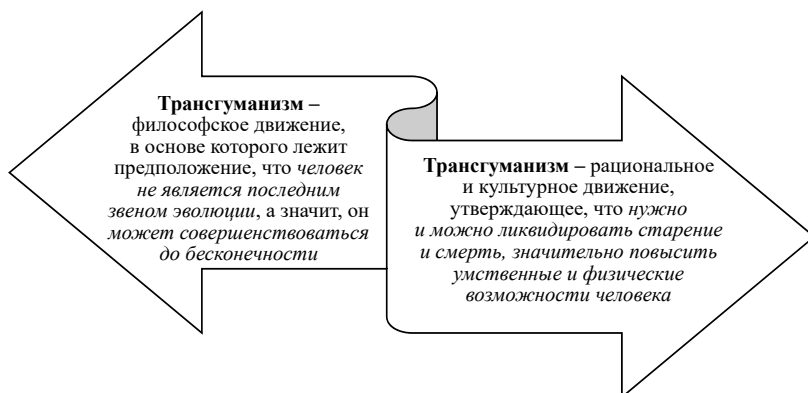 Трансгуманизм –
философское движение,
в основе которого лежит
предположение, что человек
не является последним
звеном эволюции, а значит, он
может совершенствоваться
до бесконечности
Трансгуманизм – рациональное
и культурное движение,
утверждающее, что нужно
и можно ликвидировать старение
и смерть, значительно повысить
умственные и физические
возможности человека